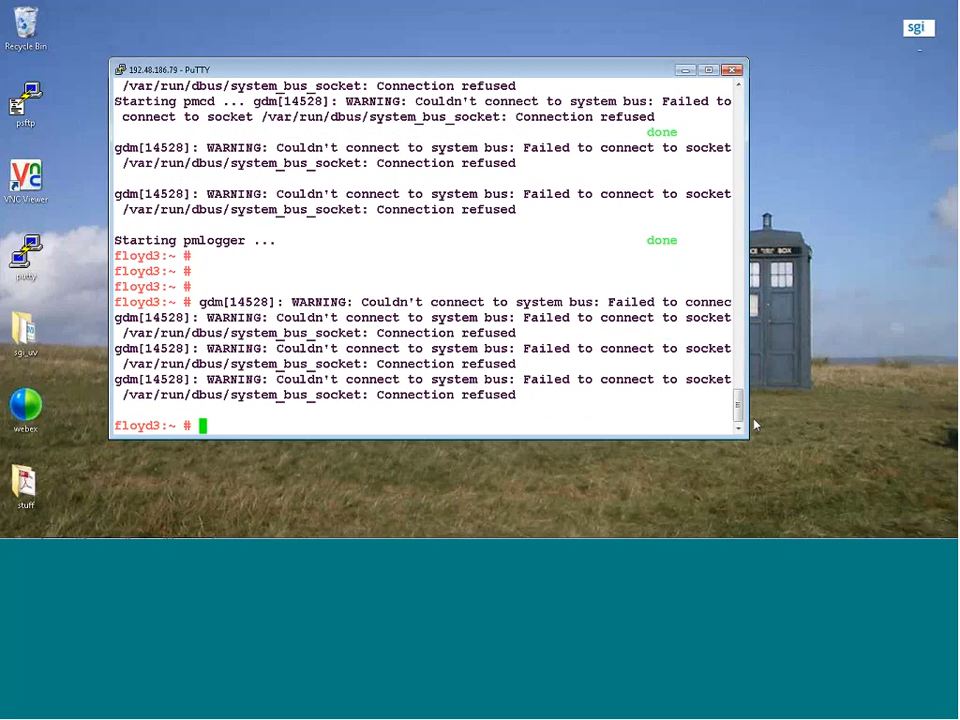 Recycle Bin
psftp
VNC Viewer
putty
sgi_uv
webex
stuff
sgi
192.48.186.79 - PuTTY
/var/run/dbus/system_bus_socket: Connection refused
Starting pmcd ... gdm[14528]: WARNING: Couldn't connect to system bus: Failed to
connect to socket /var/run/dbus/system_bus_socket: Connection refused
done
gdm[14528]: WARNING: Couldn't connect to system bus: Failed to connect to socket
/var/run/dbus/system_bus_socket: Connection refused
gdm[14528]: WARNING: Couldn't connect to system bus: Failed to connect to socket
/var/run/dbus/system_bus_socket: Connection refused
Starting pmlogger ... done
floyd3:~ #
floyd3:~ #
floyd3:~ #
floyd3:~ # gdm[14528]: WARNING: Couldn't connect to system bus: Failed to connec
gdm[14528]: WARNING: Couldn't connect to system bus: Failed to connect to socket
/var/run/dbus/system_bus_socket: Connection refused
gdm[14528]: WARNING: Couldn't connect to system bus: Failed to connect to socket
/var/run/dbus/system_bus_socket: Connection refused
gdm[14528]: WARNING: Couldn't connect to system bus: Failed to connect to socket
/var/run/dbus/system_bus_socket: Connection refused
floyd3:~ #